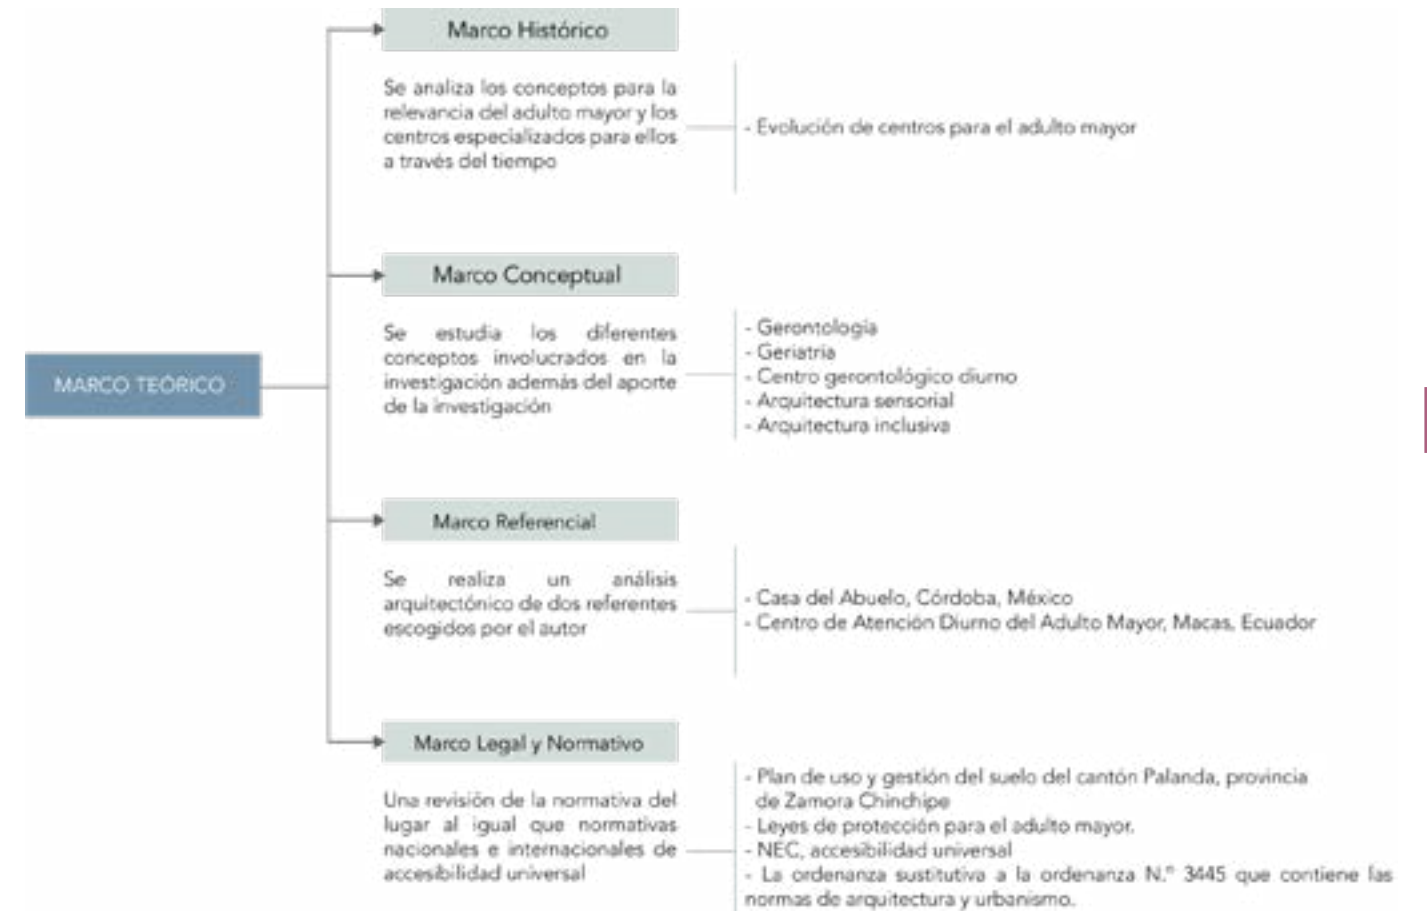 Marco Histórico
Se analiza los conceptos para la
relevancia del adulto mayor y los
centros especializados para ellos
a través del tiempo
- Evolución de centros para el adulto mayor
Marco Conceptual
Se estudia los diferentes
conceptos involucrados en la
investigación además del aporte
de la investigación
- Gerontología
- Geriatría
- Centro gerontológico diurno
- Arquitectura sensorial
- Arquitectura inclusiva
MARCO TEÓRICO
Marco Referencial
Se realiza un análisis
arquitectónico de dos referentes
escogidos por el autor
- Casa del Abuelo, Córdoba, México
- Centro de Atención Diurno del Adulto Mayor, Macas, Ecuador
Marco Legal y Normativo
Una revisión de la normativa del
lugar al igual que normativas
nacionales e internacionales de
accesibilidad universal
- Plan de uso y gestión del suelo del cantón Palanda, provincia
de Zamora Chinchipe
- Leyes de protección para el adulto mayor.
- NEC, accesibilidad universal
- La ordenanza sustitutiva a la ordenanza N.º 3445 que contiene las
normas de arquitectura y urbanismo.